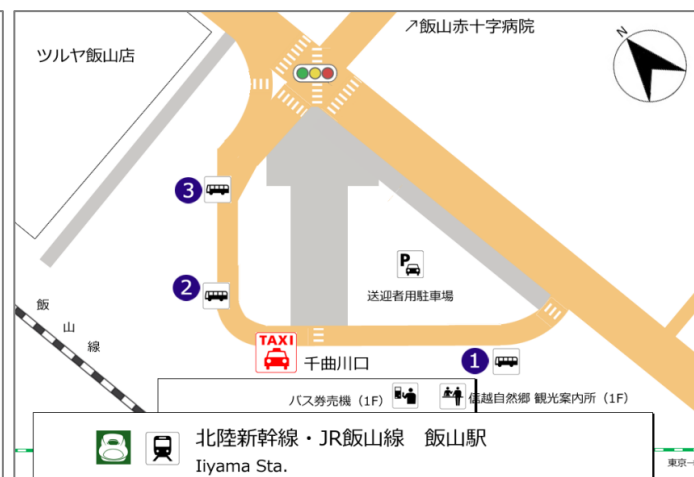 ↗飯山赤十字病院
N
ツルヤ飯山店
3
P
送迎者用駐車場
2
飯山線
TAXI
千曲川口
1
バス券売機（1F）
信越自然郷 観光案内所（1F）
北陸新幹線・JR飯山線　飯山駅
Iiyama Sta.
東京